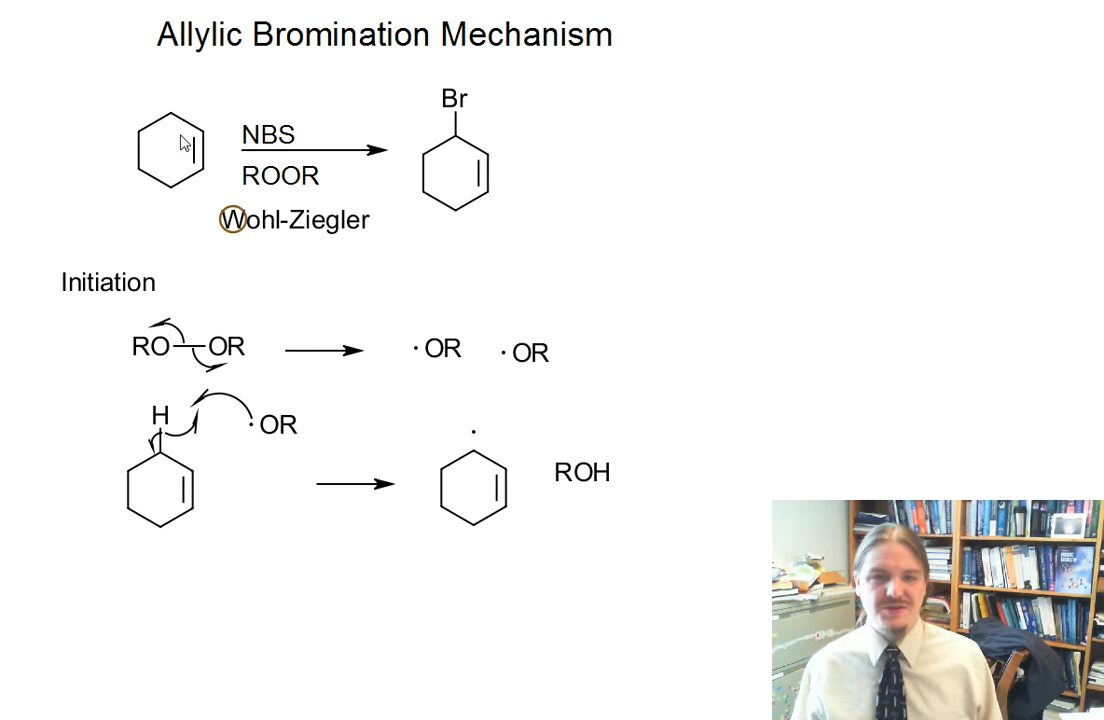 Allylic Bromination Mechanism
Br
NBS
ROOR
Wohl-Ziegler
Initiation
RO OR ·OR ·OR
H ·OR
· ROH